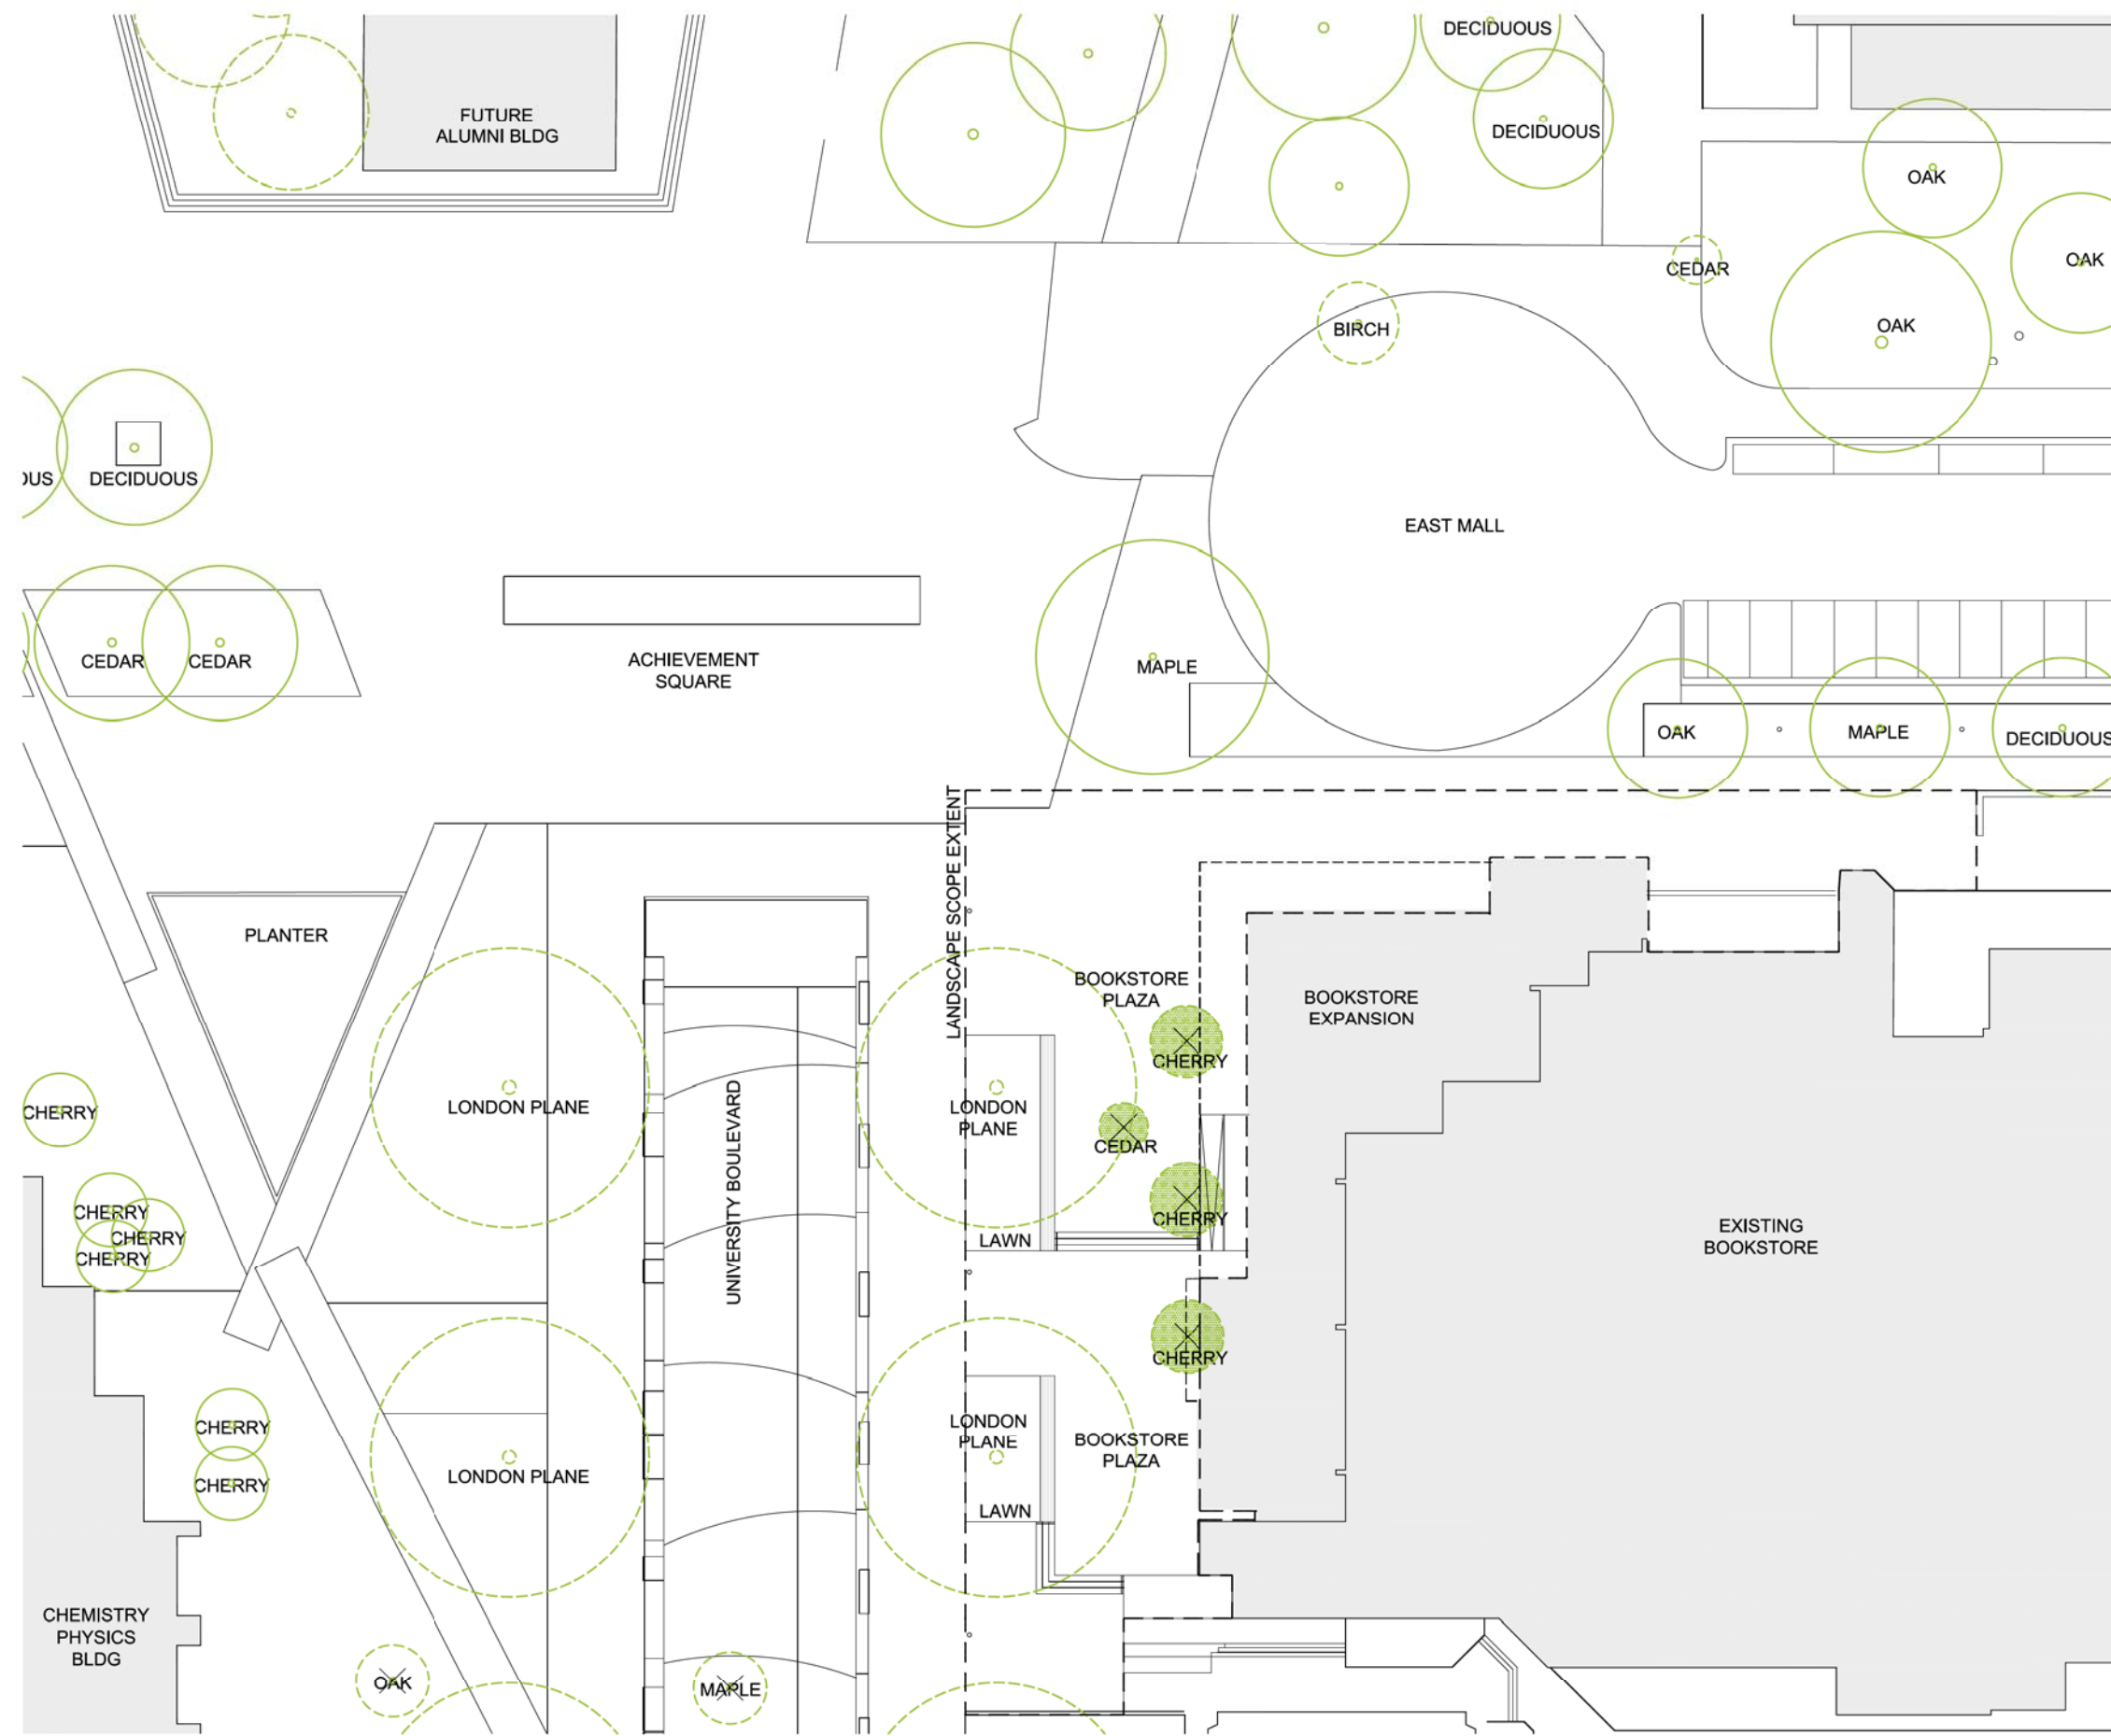 DECIDUOUS
FUTURE
ALUMNI BLDG
DECIDUOUS
OAK
OAK
CEDAR
BIRCH
OAK
OUS
DECIDUOUS
EAST MALL
CEDAR
CEDAR
ACHIEVEMENT
SQUARE
MAPLE
OAK
MAPLE
DECIDUOUS
LANDSCAPE SCOPE EXTENT
PLANTER
BOOKSTORE
PLAZA
BOOKSTORE
EXPANSION
CHERRY
CHERRY
LONDON PLANE
UNIVERSITY BOULEVARD
LONDON
PLANE
CEDAR
CHERRY
CHERRY
CHERRY
CHERRY
LAWN
EXISTING
BOOKSTORE
CHERRY
CHERRY
CHERRY
LONDON PLANE
LONDON
PLANE
BOOKSTORE
PLAZA
LAWN
CHEMISTRY
PHYSICS
BLDG
OAK
MAPLE